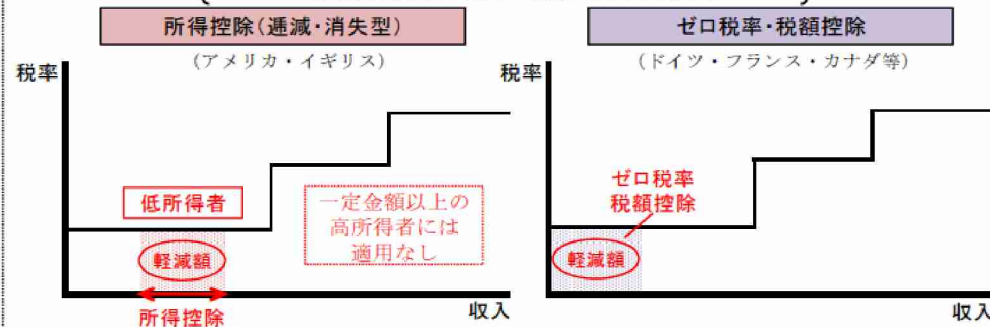 所得控除(逓減・消失型)
(アメリカ・イギリス)
税率
低所得者
一定金額以上の
高所得者には
適用なし
軽減額
収入
所得控除
ゼロ税率・税額控除
(ドイツ・フランス・カナダ等)
税率
ゼロ税率
税額控除
軽減額
収入